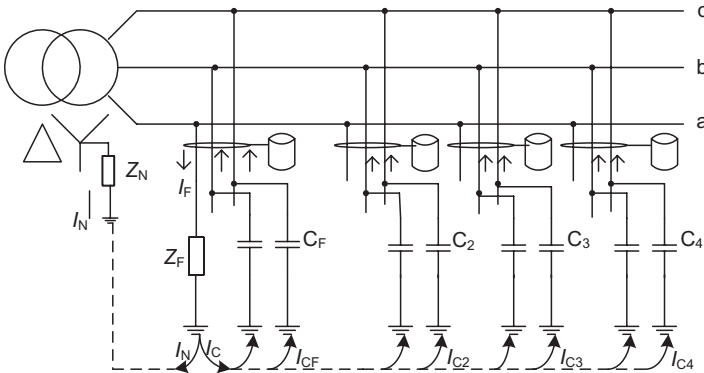 c
b
a
Z_N
I_F
I_N
Z_F
C_F
C_2
C_3
C_4
I_N
I_C
I_CF
I_C2
I_C3
I_C4